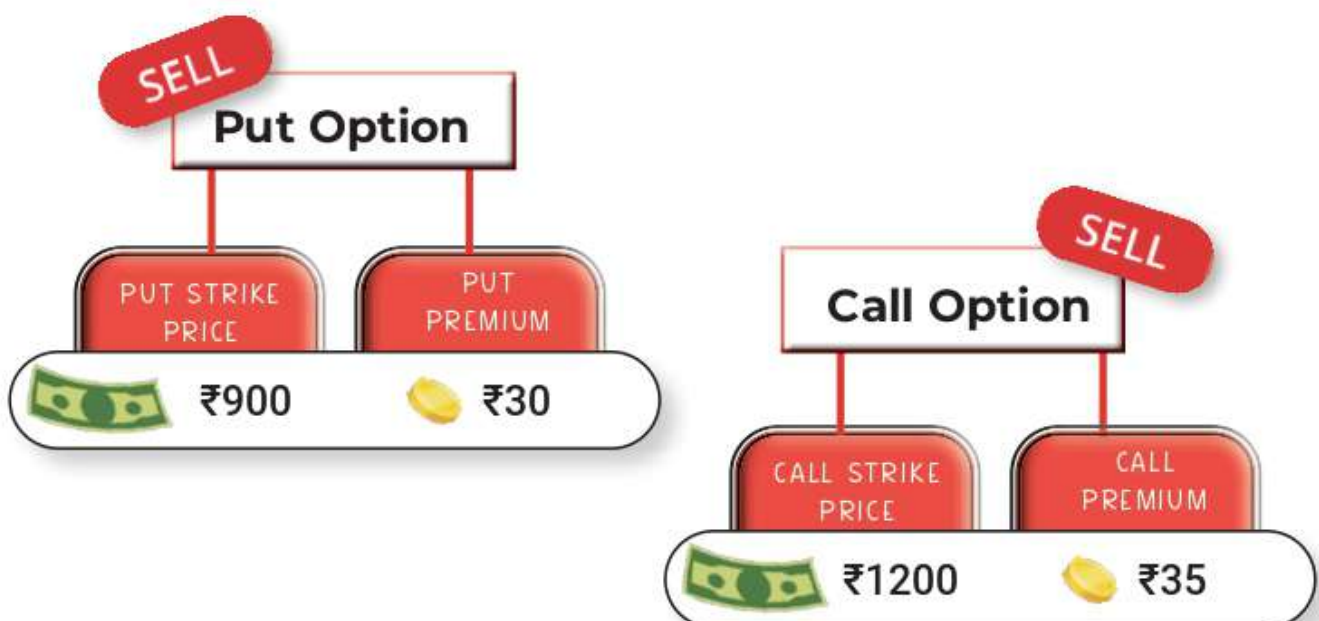 SELL
Put Option
PUT STRIKE
PRICE
PUT
PREMIUM
₹900
₹30
SELL
Call Option
CALL STRIKE
PRICE
CALL
PREMIUM
₹1200
₹35